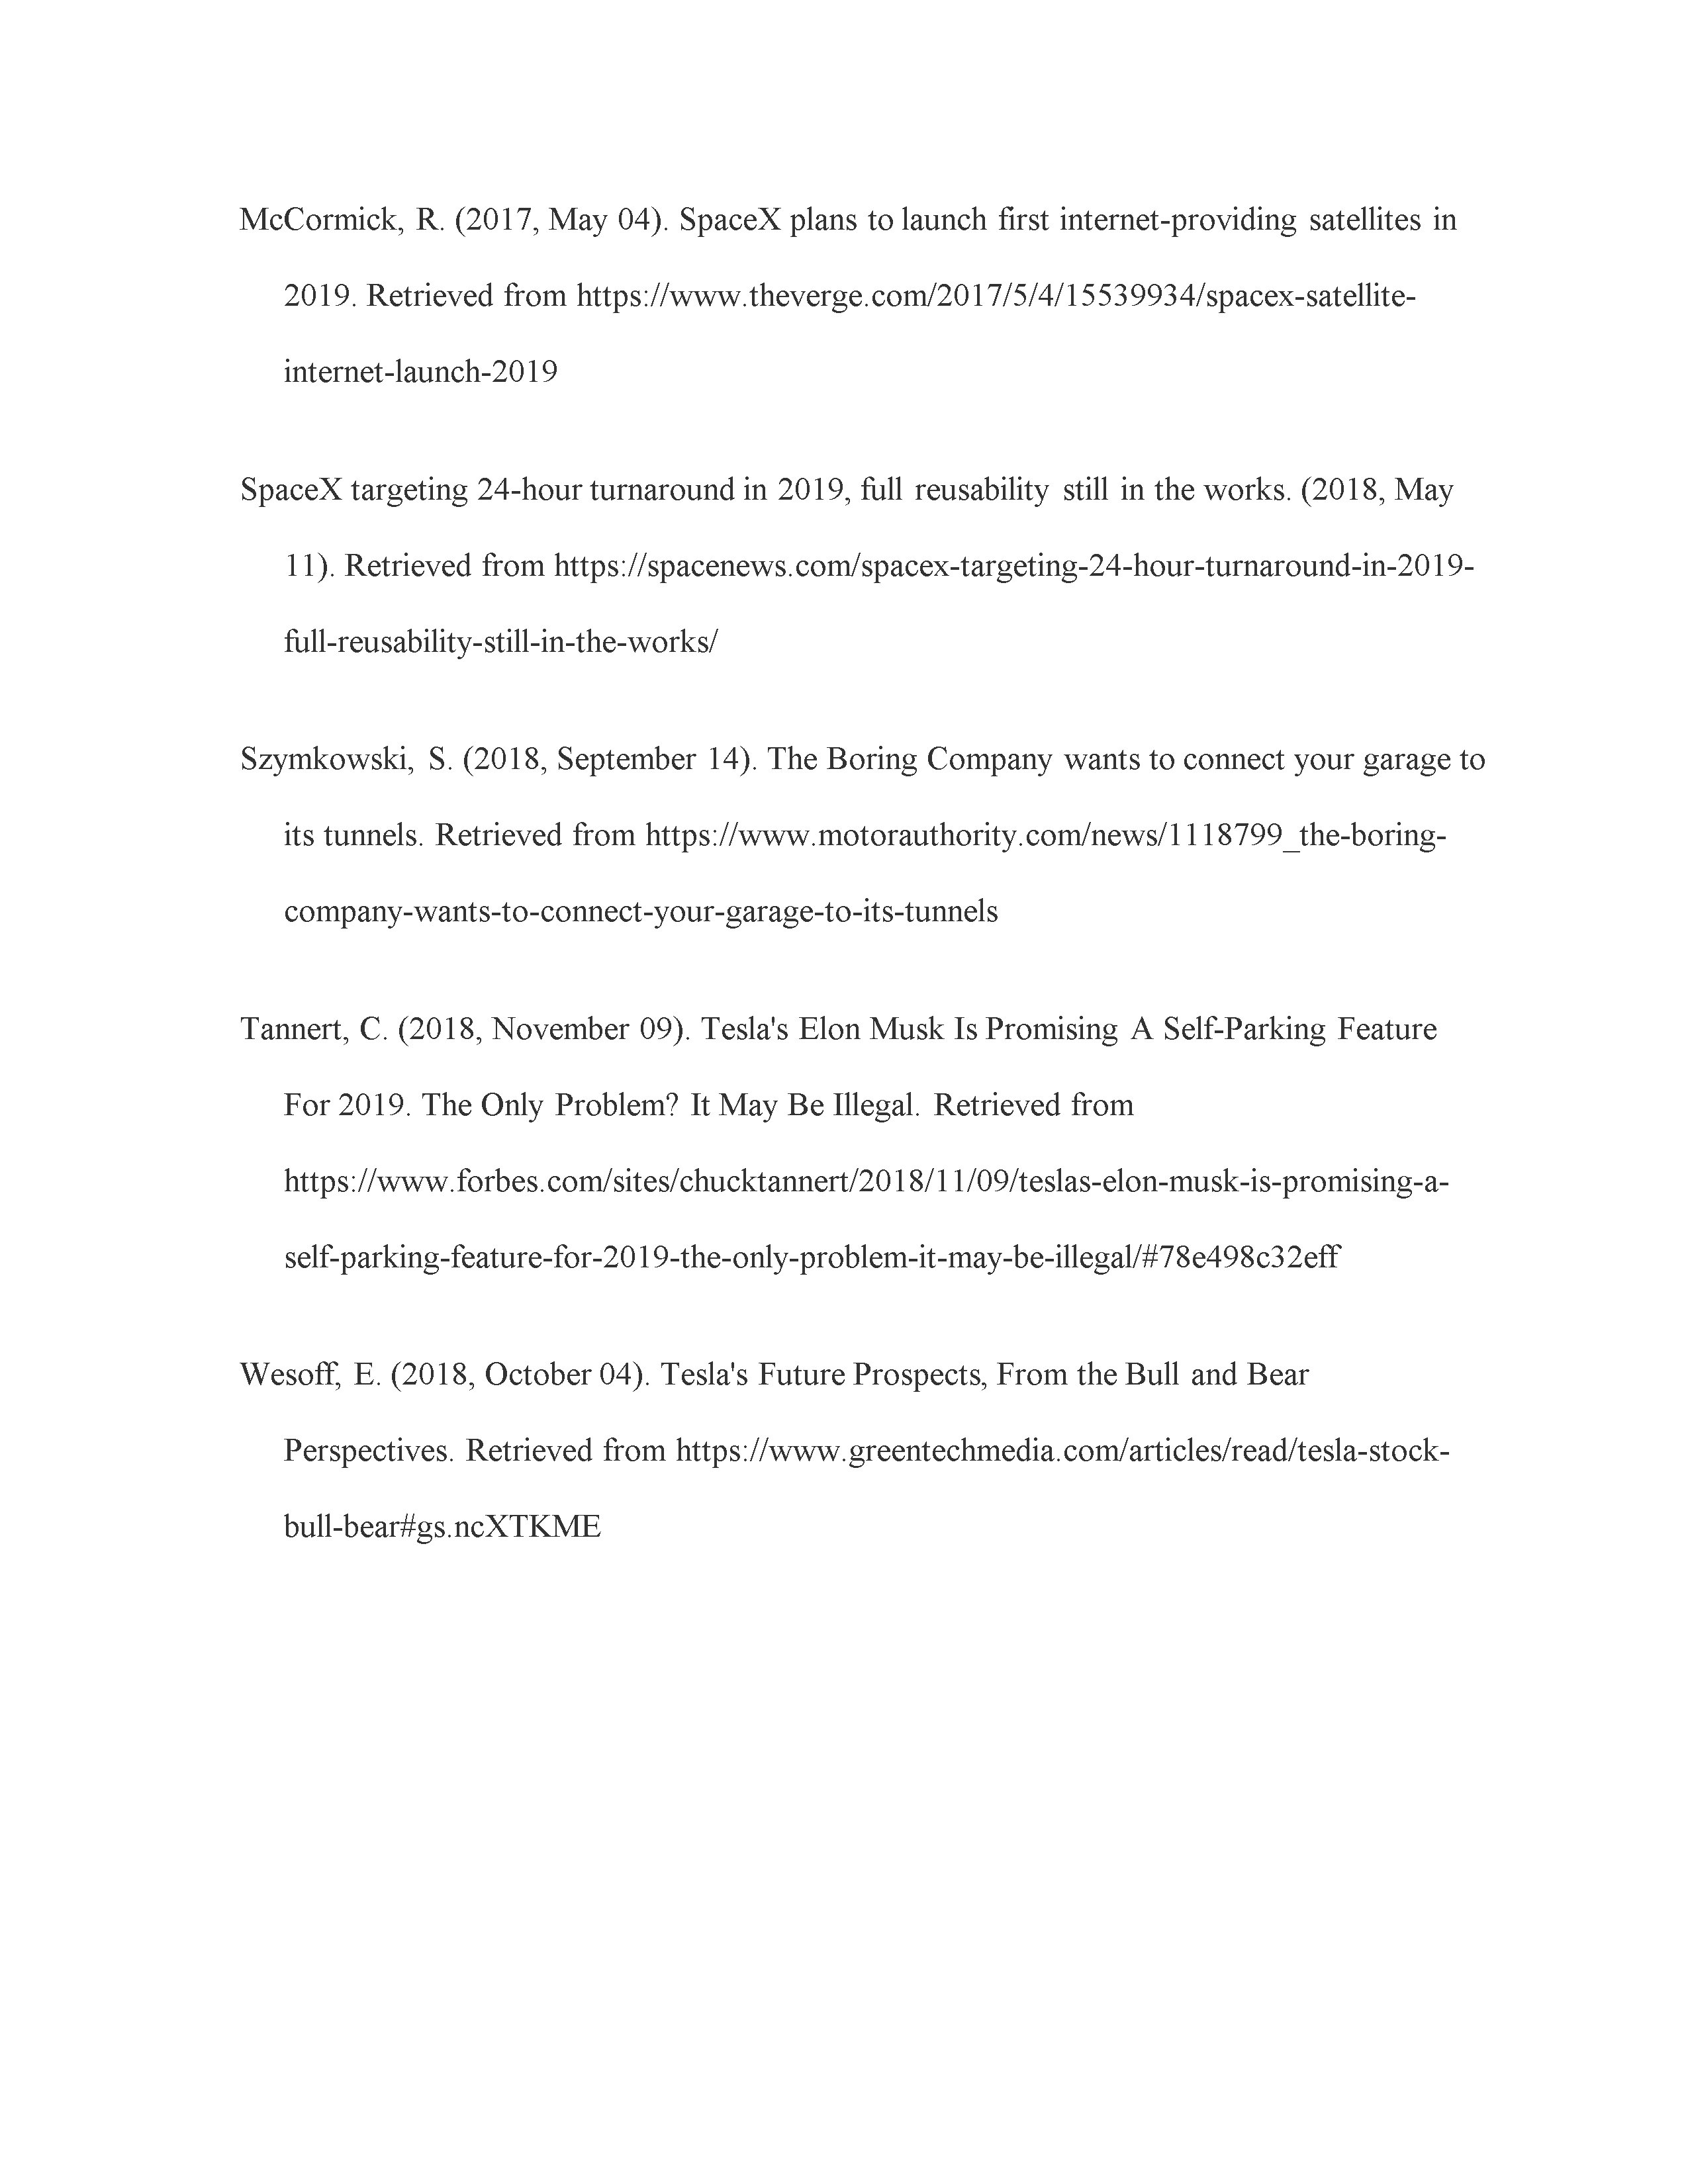 McCormick, R. (2017, May 04). SpaceX plans to launch first internet-providing satellites in
2019. Retrieved from https://www.theverge.com/2017/5/4/15539934/spacex-satellite-
internet-launch-2019
SpaceX targeting 24-hour turnaround in 2019, full reusability still in the works. (2018, May
11). Retrieved from https://spacenews.com/spacex-targeting-24-hour-turnaround-in-2019-
full-reusability-still-in-the-works/
Szymkowski, S. (2018, September 14). The Boring Company wants to connect your garage to
its tunnels. Retrieved from https://www.motorauthority.com/news/1118799_the-boring-
company-wants-to-connect-your-garage-to-its-tunnels
Tannert, C. (2018, November 09). Tesla's Elon Musk Is Promising A Self-Parking Feature
For 2019. The Only Problem? It May Be Illegal. Retrieved from
https://www.forbes.com/sites/chucktannert/2018/11/09/teslas-elon-musk-is-promising-a-
self-parking-feature-for-2019-the-only-problem-it-may-be-illegal/#78e498c32eff
Wesoff, E. (2018, October 04). Tesla's Future Prospects, From the Bull and Bear
Perspectives. Retrieved from https://www.greentechmedia.com/articles/read/tesla-stock-
bull-bear#gs.ncXTKME